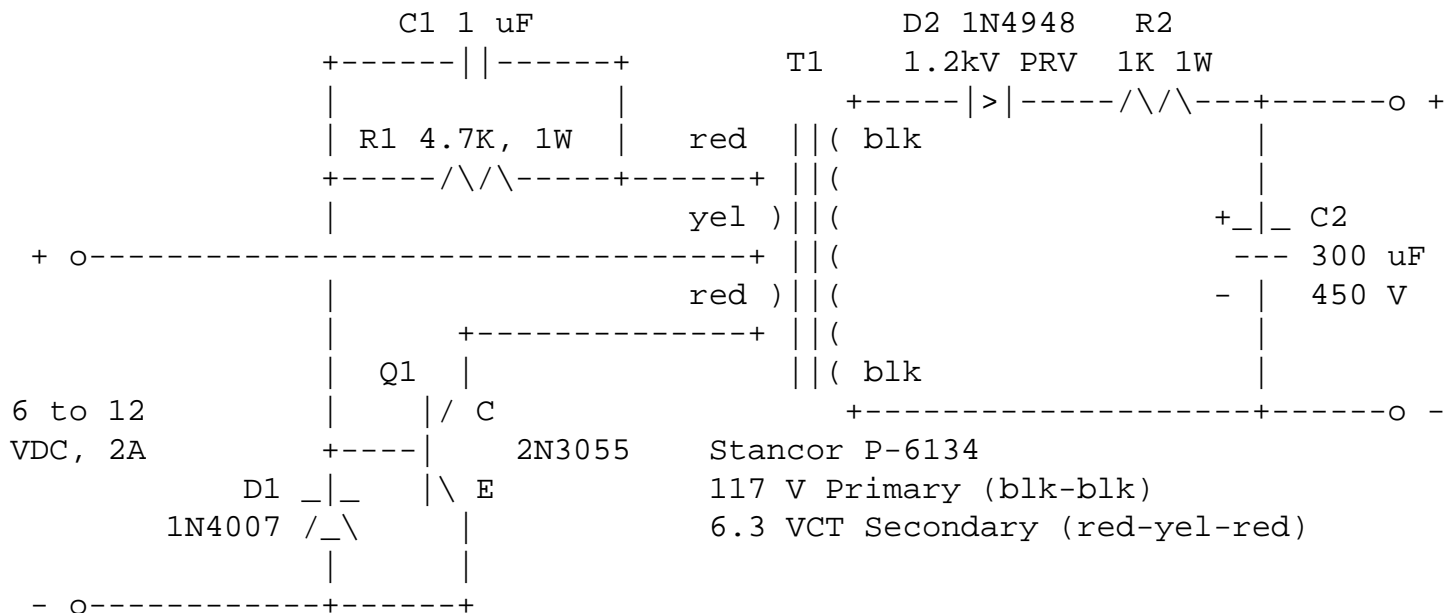 C1 1 uF D2 1N4948 R2
+------||------+ T1 1.2kV PRV 1K 1W
| | +-----|>|-----/\/\---+------o +
| R1 4.7K, 1W | red ||( blk |
+-----/\/\-----+------+ ||( |
| yel )||( +_|_ C2
+ o----------------------------------+ ||( --- 300 uF
| red )||( - | 450 V
| +---------------+ ||( |
| Q1 | ||( blk |
6 to 12 | |/ C +---------------------+------o -
VDC, 2A +----| 2N3055 Stancor P-6134
D1 _|_ |\ E 117 V Primary (blk-blk)
1N4007 /_\ | 6.3 VCT Secondary (red-yel-red)
| |
- o------------+------+